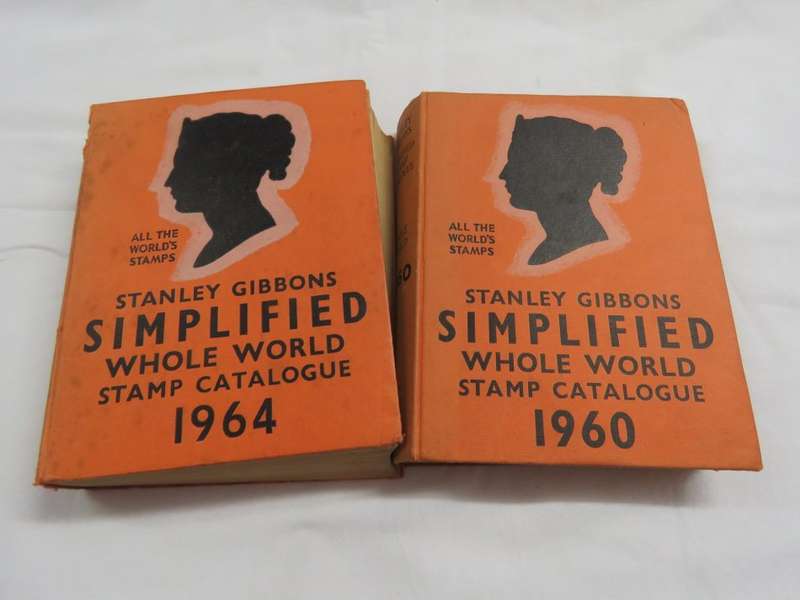 ALL THE
WORLD'S
STAMPS
STANLEY GIBBONS
SIMPLIFIED
WHOLE WORLD
STAMP CATALOGUE
1964
ALL THE
WORLD'S
STAMPS
STANLEY GIBBONS
SIMPLIFIED
WHOLE WORLD
STAMP CATALOGUE
1960